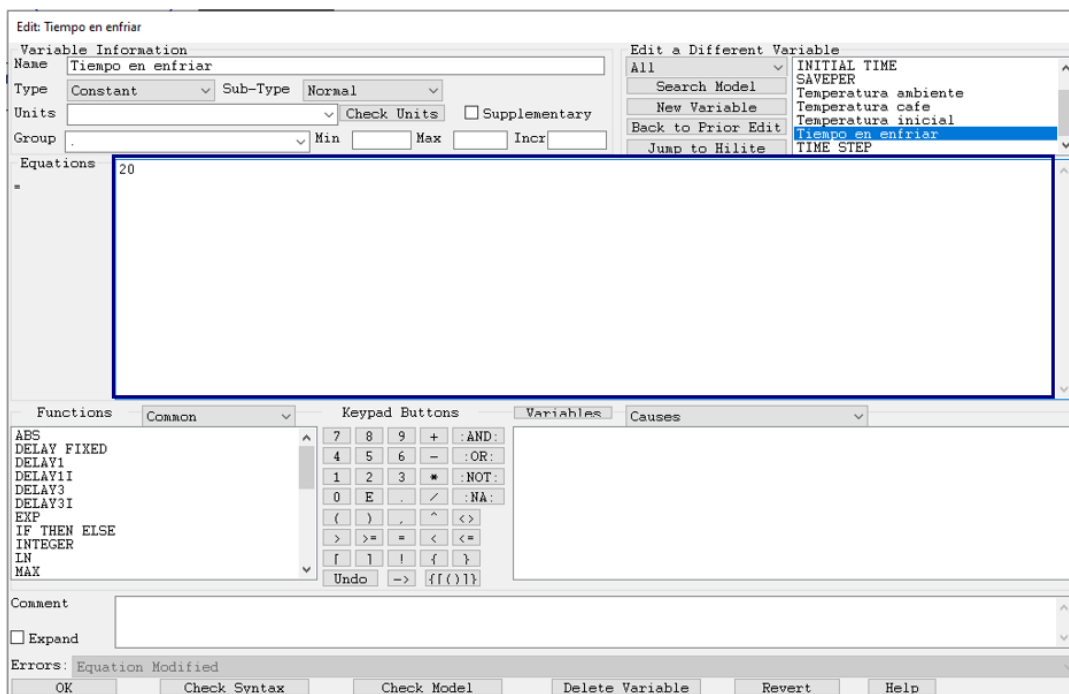 Edit: Tiempo en enfriar
Variable Information
Name Tiempo en enfriar
Type Constant Sub-Type Normal
Units Check Units Supplementary
Group . Min Max Incr
Edit a Different Variable
All
Search Model
New Variable
Back to Prior Edit
Jump to Hilite
INITIAL TIME
SAVEPER
Temperatura ambiente
Temperatura cafe
Temperatura inicial
Tiempo en enfriar
TIME STEP
Equations
=
20
Functions Common
ABS
DELAY FIXED
DELAY1
DELAY1I
DELAY3
DELAY3I
EXP
IF THEN ELSE
INTEGER
LN
MAX
Keypad Buttons
7 8 9 + :AND:
4 5 6 - :OR:
1 2 3 * :NOT:
0 E . / :NA:
( ) , ^ <>
> >= = < <=
[ ] ! { }
Undo -> {[()]}
Variables Causes
Comment
Expand
Errors: Equation Modified
OK Check Syntax Check Model Delete Variable Revert Help